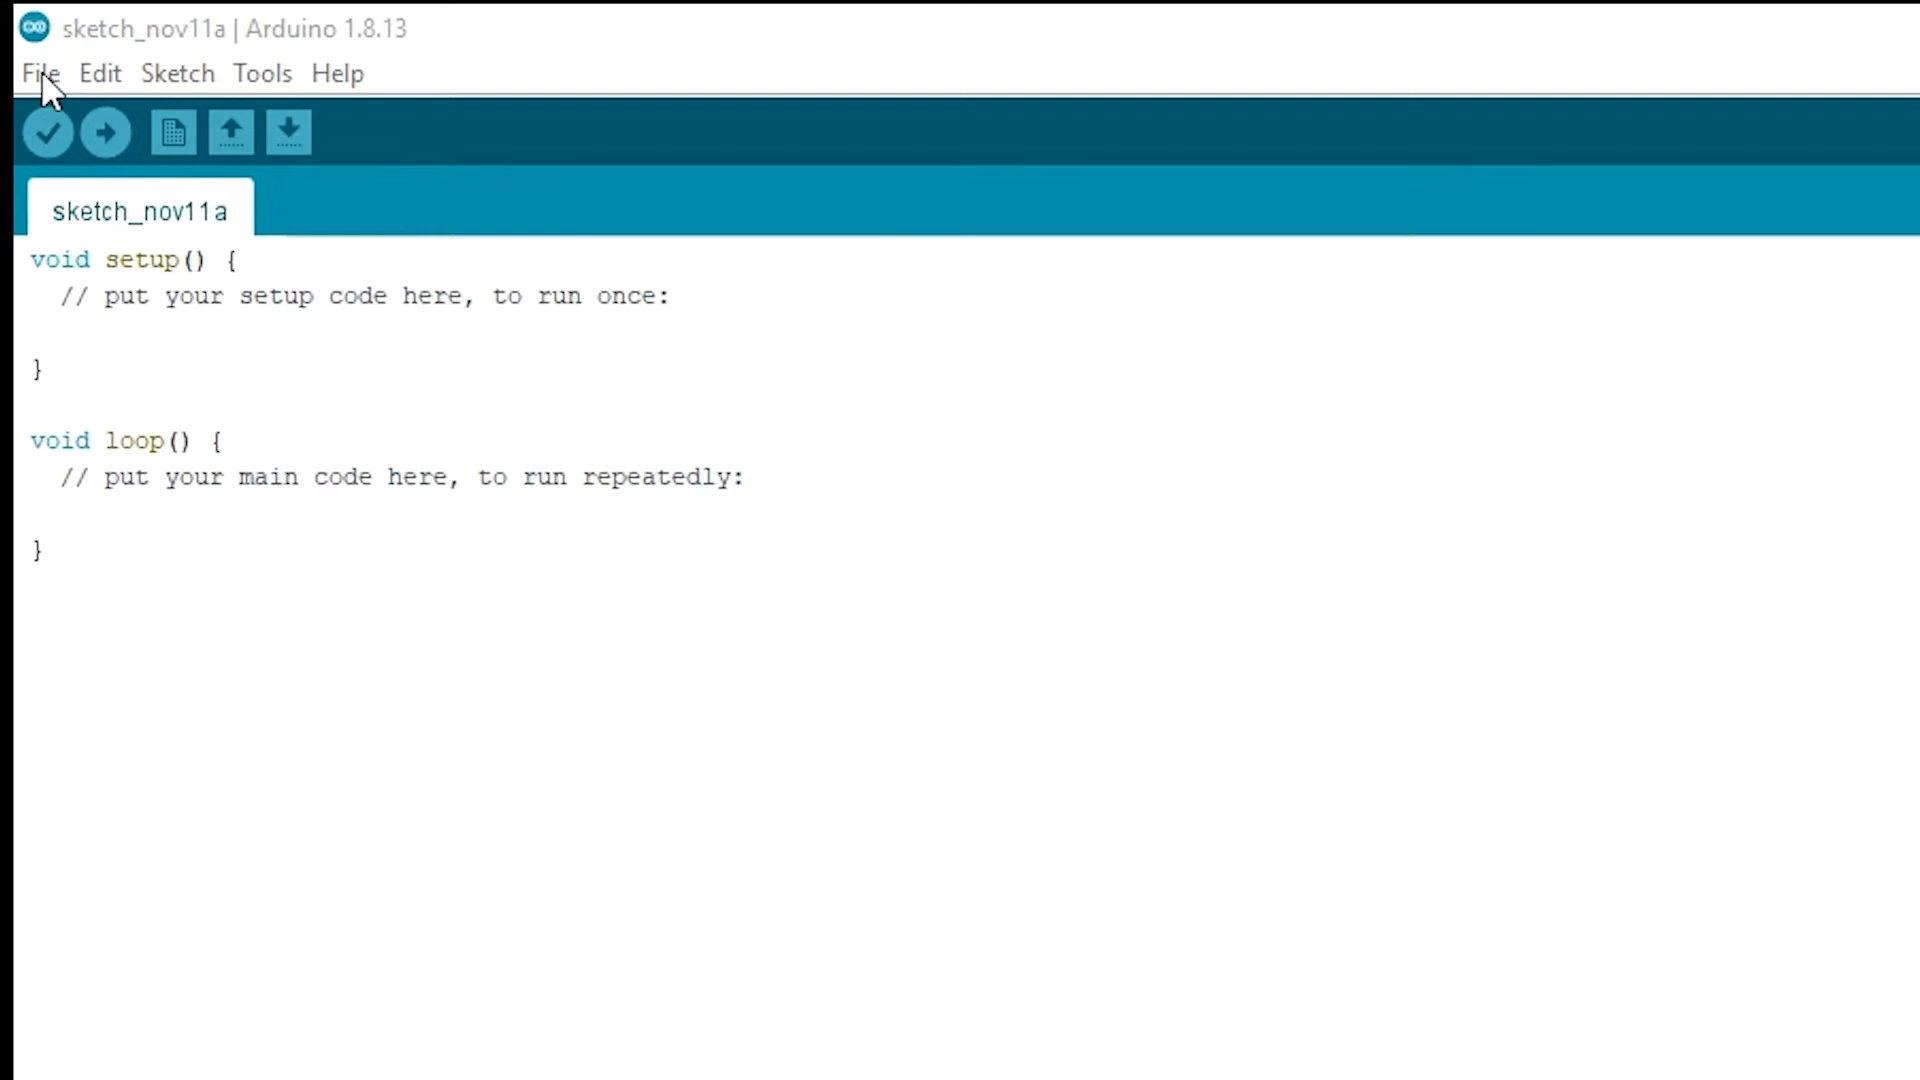 sketch_nov11a | Arduino 1.8.13
File Edit Sketch Tools Help
sketch_nov11a
void setup() {
  // put your setup code here, to run once:
}
void loop() {
  // put your main code here, to run repeatedly:
}